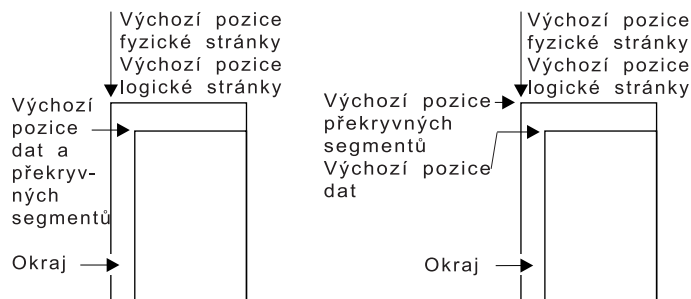 Výchozí pozice
fyzické stránky
Výchozí pozice
logické stránky
Výchozí
pozice
dat a
překryv-
ných
segmentů
Okraj
Výchozí pozice
fyzické stránky
Výchozí pozice
logické stránky
Výchozí pozice
překryvných
segmentů
Výchozí pozice
dat
Okraj